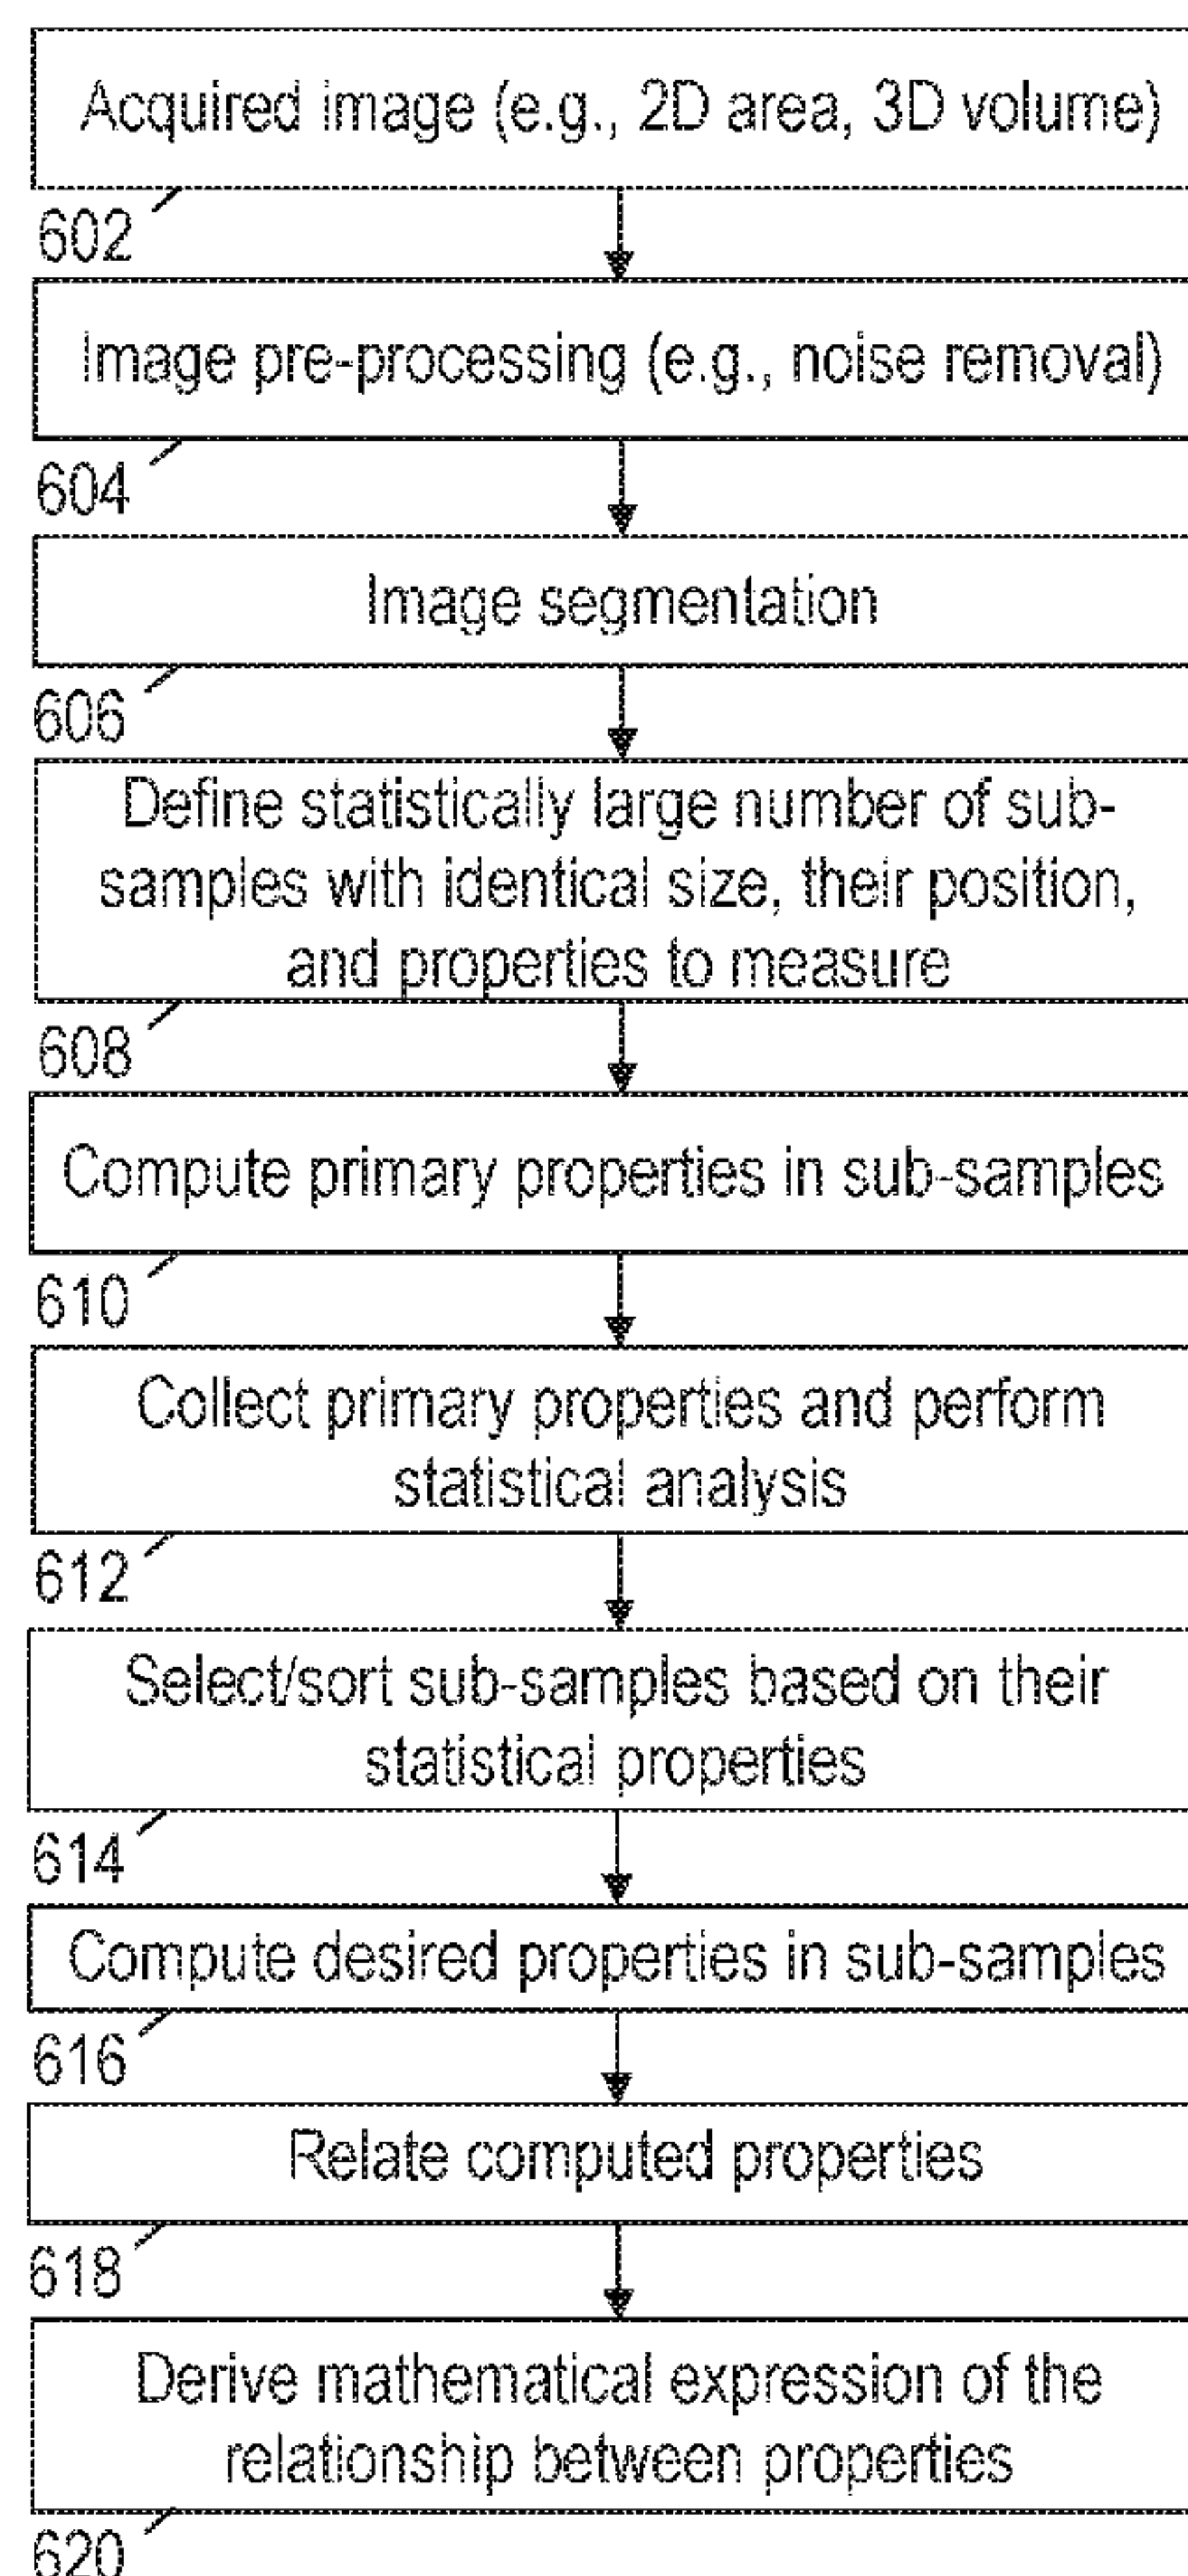 Acquired image (e.g., 2D area, 3D volume)
602
Image pre-processing (e.g., noise removal)
604
Image segmentation
606
Define statistically large number of sub-
samples with identical size, their position,
and properties to measure
608
Compute primary properties in sub-samples
610
Collect primary properties and perform
statistical analysis
612
Select/sort sub-samples based on their
statistical properties
614
Compute desired properties in sub-samples
616
Relate computed properties
618
Derive mathematical expression of the
relationship between properties
620